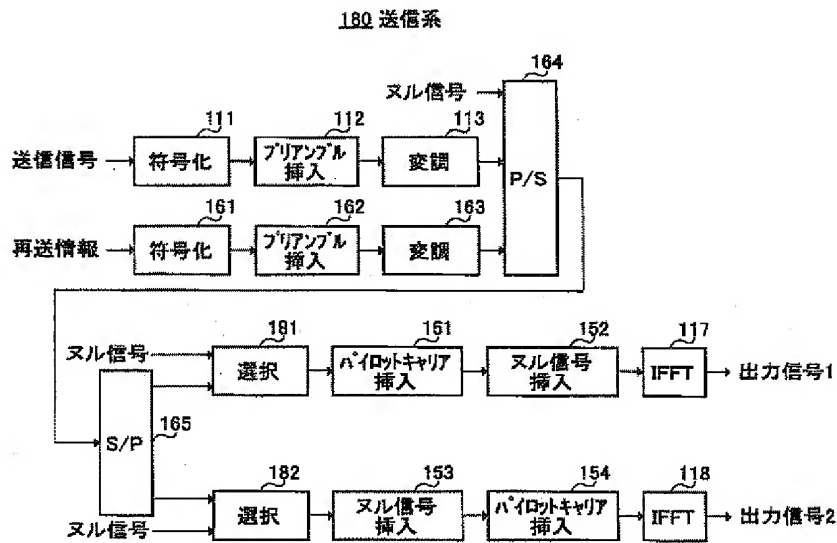 180 送信系
164
ヌル信号
111
112
113
送信信号
符号化
プリアンブル
挿入
変調
P/S
161
162
163
再送情報
符号化
プリアンブル
挿入
変調
181
151
152
117
ヌル信号
選択
パイロットキャリア
挿入
ヌル信号
挿入
IFFT
出力信号1
S/P
165
182
153
154
118
ヌル信号
選択
ヌル信号
挿入
パイロットキャリア
挿入
IFFT
出力信号2